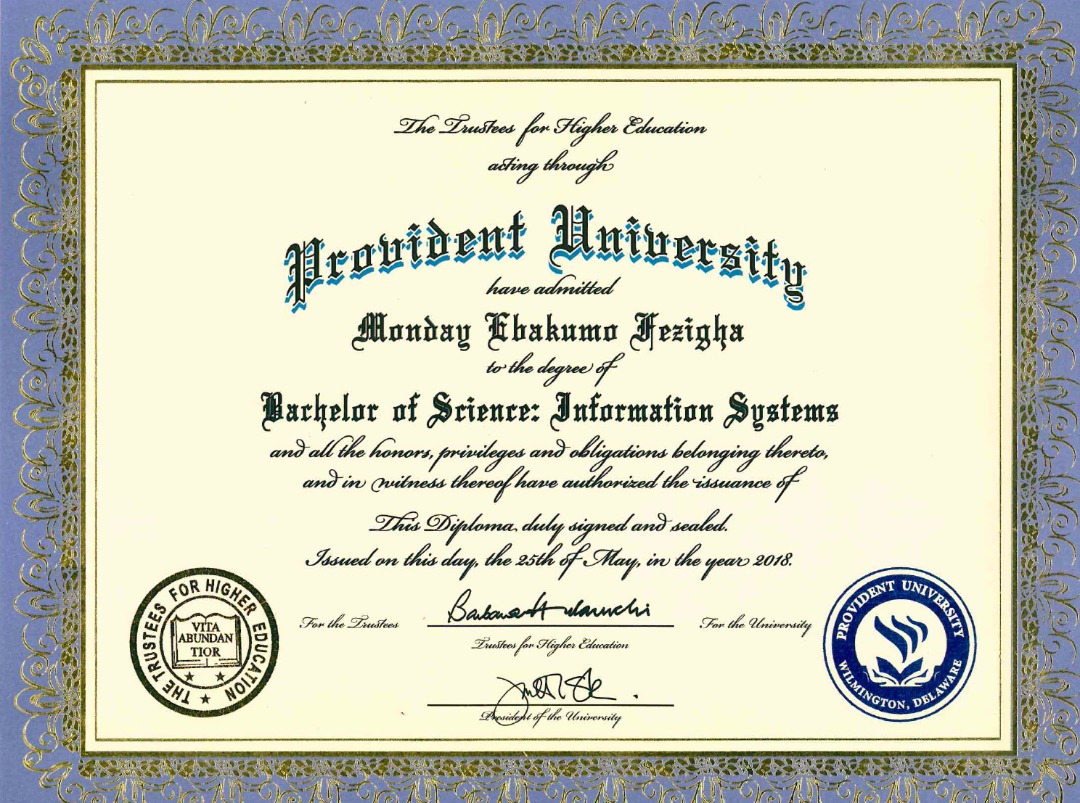 The Trustees for Higher Education
acting through
Provident University
have admitted
Monday Ebakumo Fezigha
to the degree of
Bachelor of Science: Information Systems
and all the honors, privileges and obligations belonging thereto,
and in witness thereof have authorized the issuance of
This Diploma duly signed and sealed.
Issued on this day, the 25th of May, in the year 2018.
For the Trustees
For the University
Trustees for Higher Education
President of the University
THE TRUSTEES FOR HIGHER EDUCATION
VITA
ABUNDAN
TIOR
PROVIDENT UNIVERSITY
WILMINGTON, DELAWARE